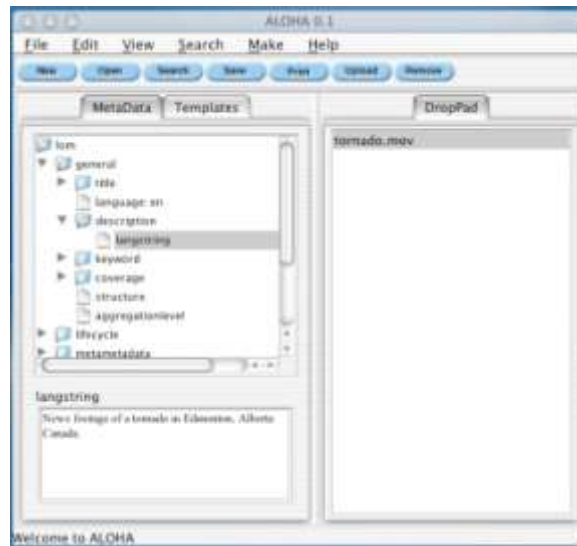 ALOHA 0.1
File Edit View Search Make Help
New Open Search Save Print Upload Remove
MetaData Templates DropPad
lom
general
title
language: en
description
langstring
keyword
coverage
structure
aggregationlevel
lifecycle
metametadata
tornado.mov
langstring
News footage of a tornado in Edmonton, Alberta
Canada.
Welcome to ALOHA